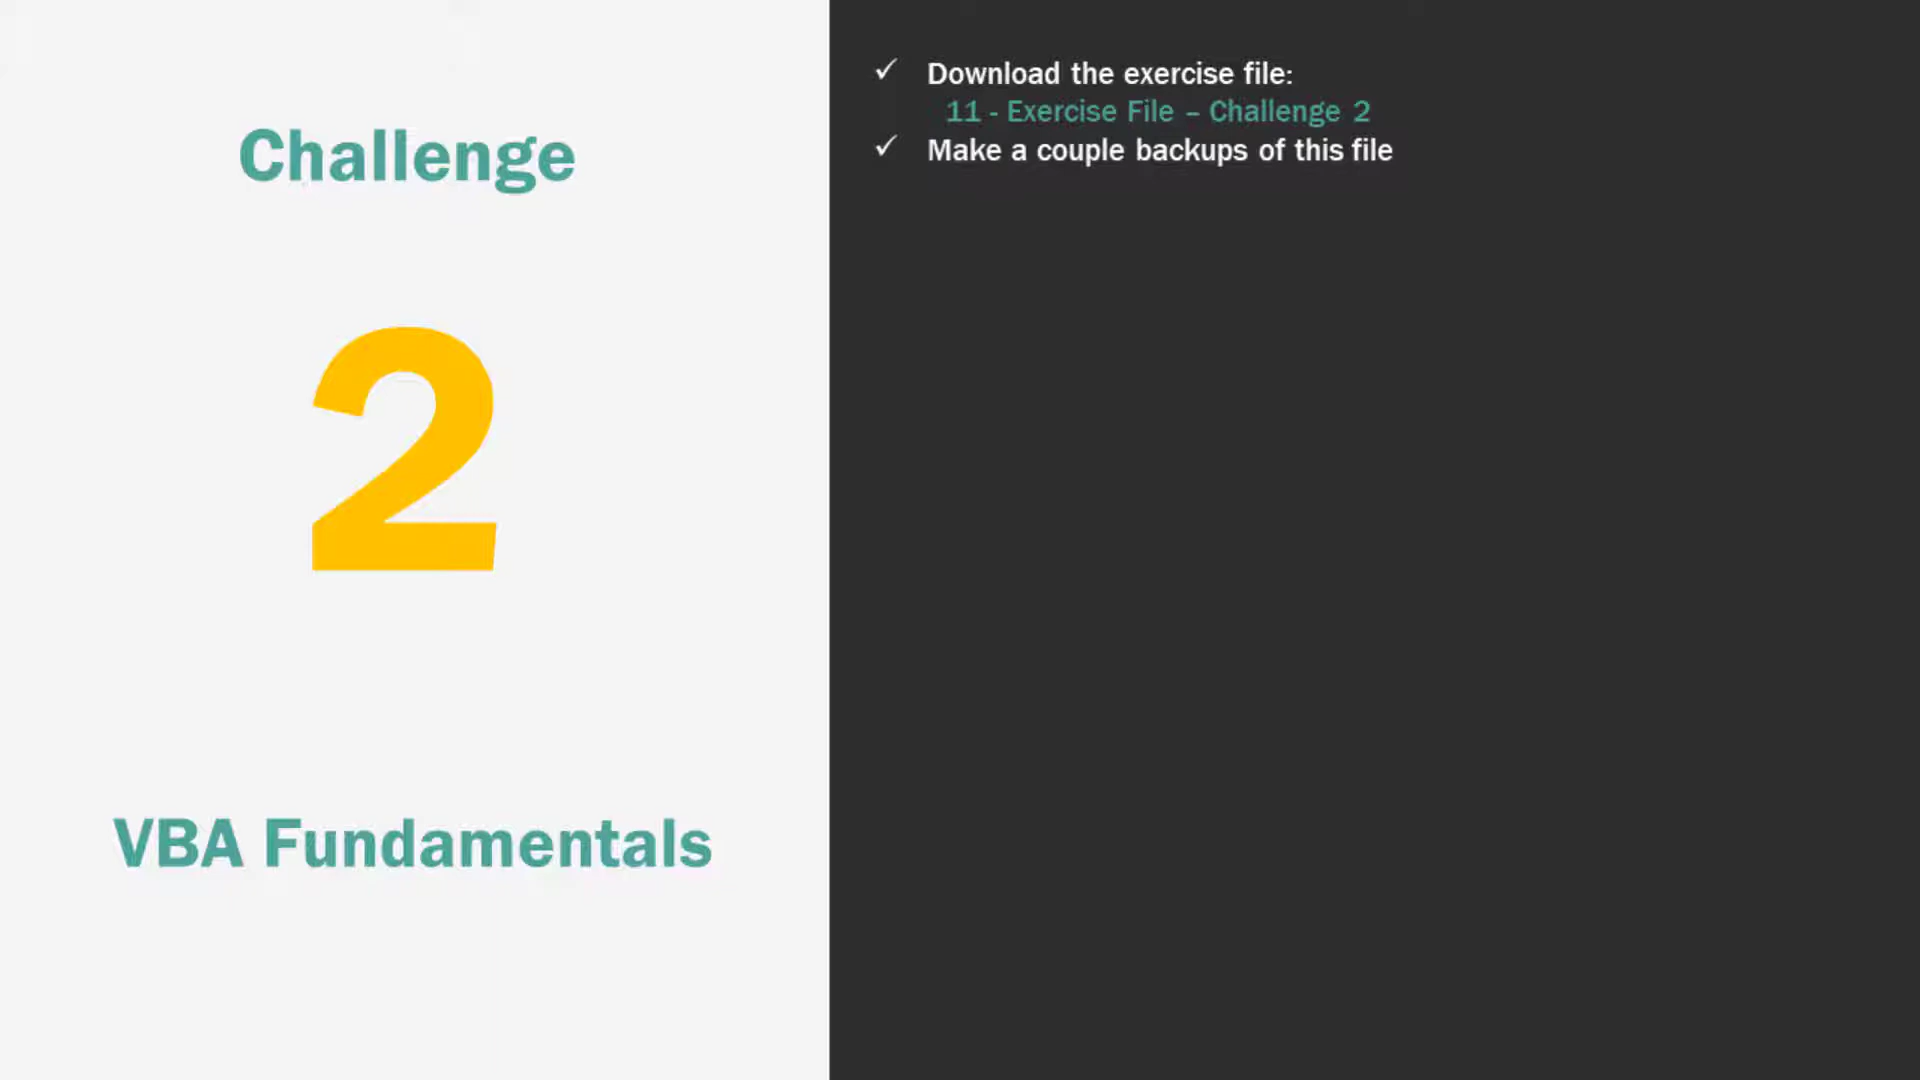 Challenge
2
VBA Fundamentals
✓ Download the exercise file:
11 - Exercise File – Challenge 2
✓ Make a couple backups of this file